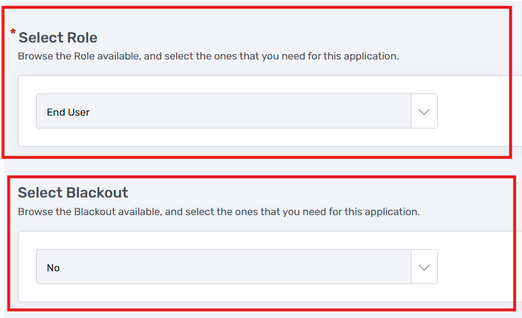 * Select Role
Browse the Role available, and select the ones that you need for this application.
End User
Select Blackout
Browse the Blackout available, and select the ones that you need for this application.
No